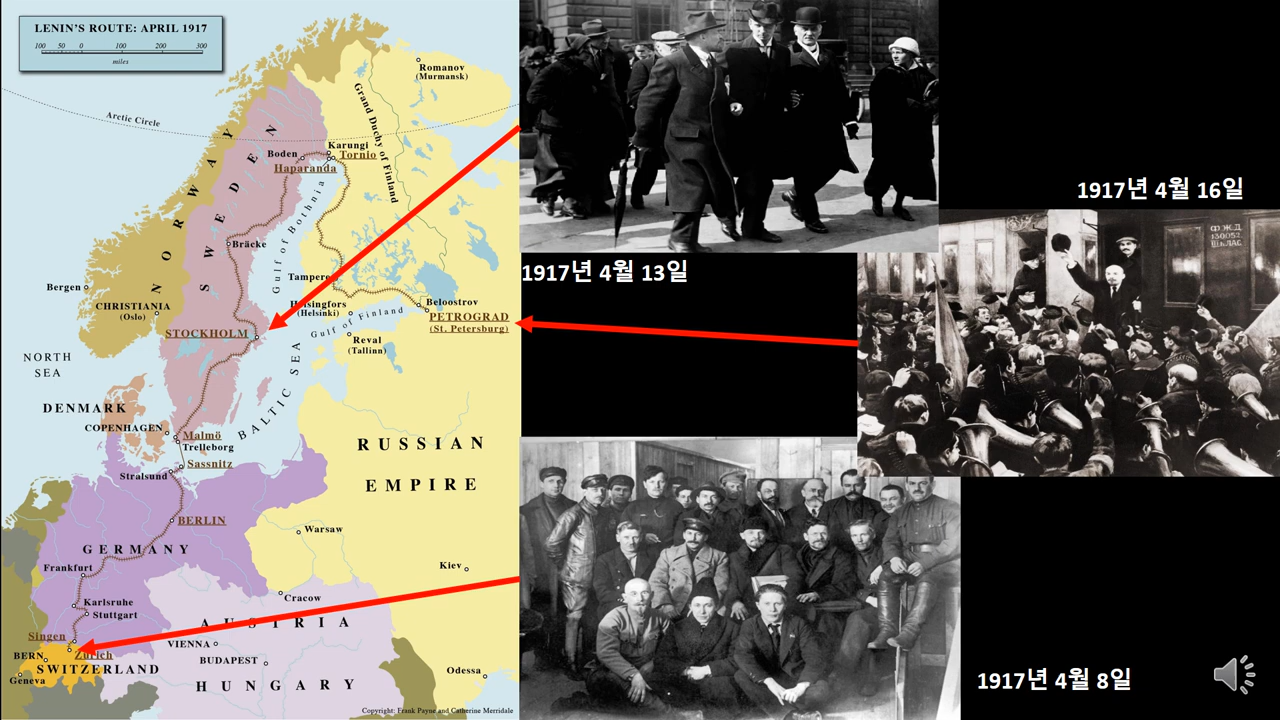 LENIN'S ROUTE: APRIL 1917
100 50 0 100 200 300
miles
Romanov
(Murmansk)
Arctic Circle
Grand Duchy of Finland
NORWAY
SWEDEN
Karungi
Boden
Tornio
Haparanda
Gulf of Bothnia
Bräcke
Tampere
Bergen
CHRISTIANIA
(Oslo)
Helsingfors
(Helsinki)
Beloostrov
PETROGRAD
(St. Petersburg)
Gulf of Finland
STOCKHOLM
Reval
(Tallinn)
NORTH
SEA
BALTIC SEA
DENMARK
COPENHAGEN
Malmö
Trelleborg
Sassnitz
Stralsund
RUSSIAN
EMPIRE
BERLIN
Warsaw
GERMANY
Frankfurt
Kiev
Karlsruhe
Stuttgart
Cracow
AUSTRIA
Singen
Zurich
VIENNA
BERN
SWITZERLAND
BUDAPEST
Geneva
HUNGARY
Odessa
Copyright: Frank Payne and Catherine Merridale
1917년 4월 13일
1917년 4월 16일
Ф·Ж·Д
1917년 4월 8일